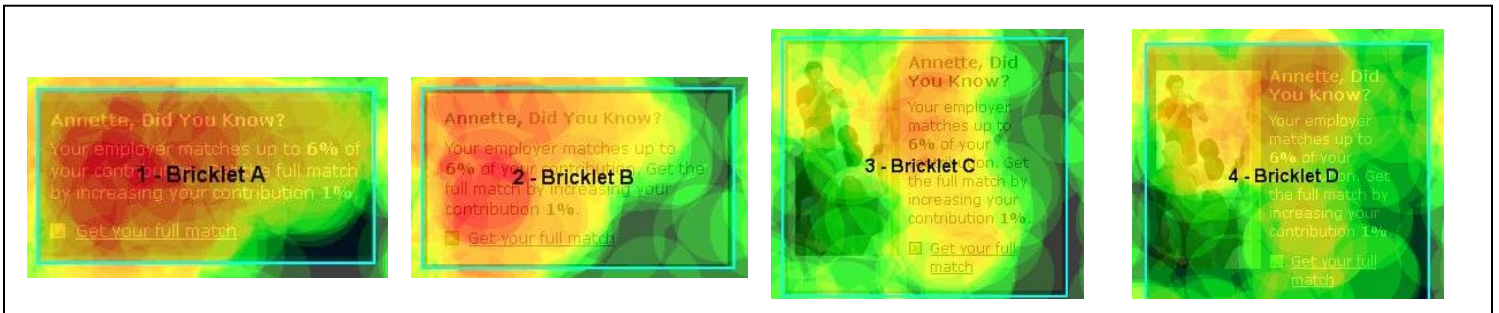 Annette, Did You Know?
Your employer matches up to 6% of
your contribution. Get the full match
by increasing your contribution 1%.
Get your full match
1 - Bricklet A
Annette, Did You Know?
Your employer matches up to
6% of your contribution. Get the
full match by increasing your
contribution 1%.
Get your full match
2 - Bricklet B
Annette, Did
You Know?
Your employer
matches up to
6% of your
contribution. Get
the full match by
increasing your
contribution 1%.
Get your full
match
3 - Bricklet C
Annette, Did
You Know?
Your employer
matches up to
6% of your
contribution. Get
the full match by
increasing your
contribution 1%.
Get your full
match
4 - Bricklet D